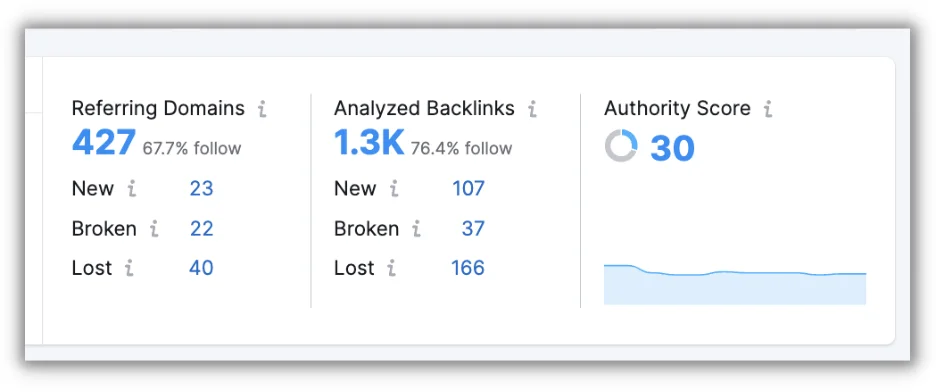 Referring Domains
427 67.7% follow
New 23
Broken 22
Lost 40
Analyzed Backlinks
1.3K 76.4% follow
New 107
Broken 37
Lost 166
Authority Score
30